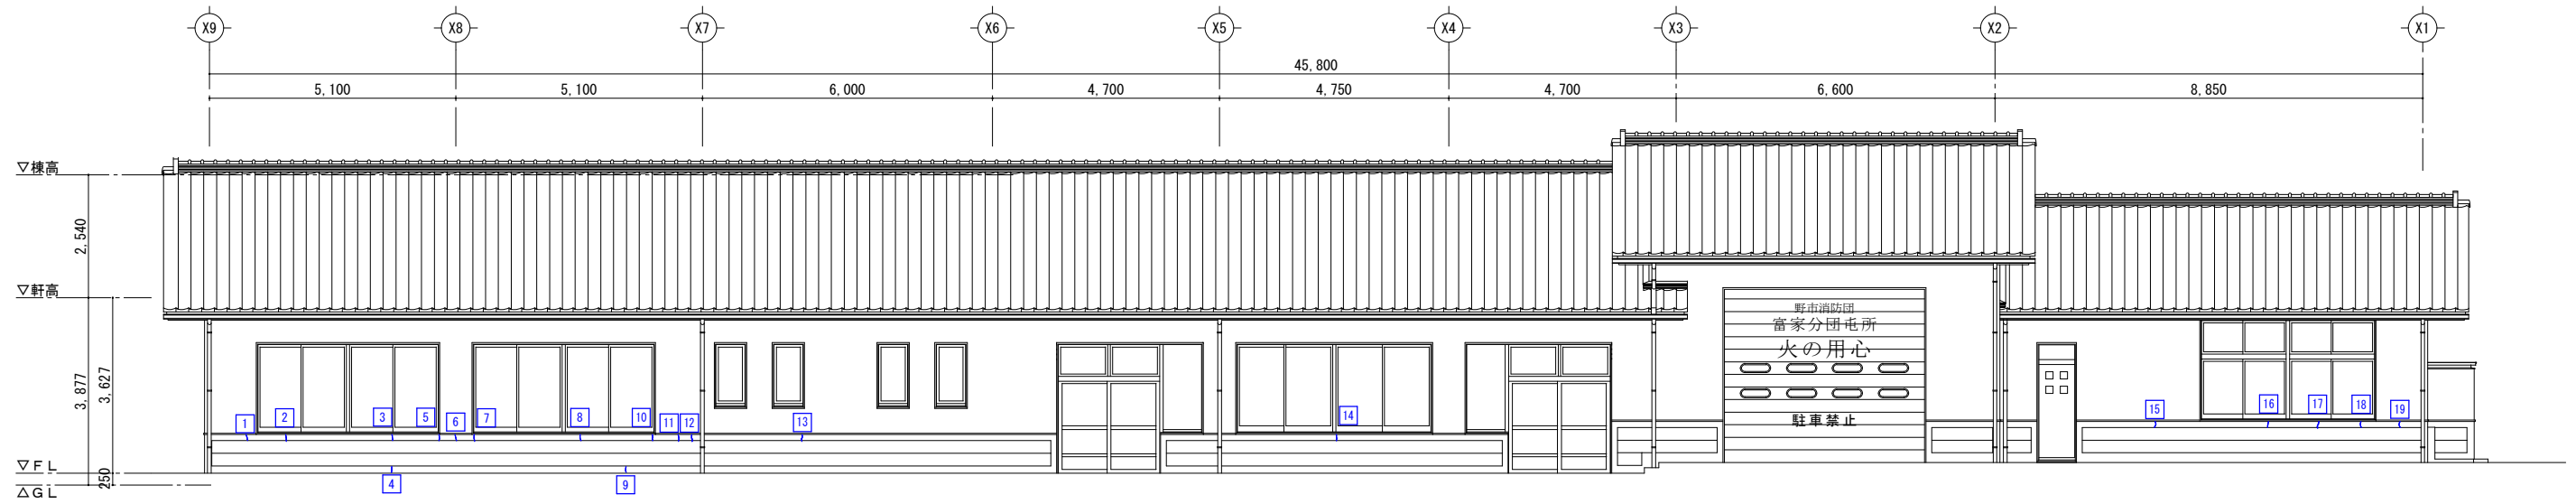 X9 X8 X7 X6 X5 X4 X3 X2 X1
45,800
5,100 5,100 6,000 4,700 4,750 4,700 6,600 8,850
▽棟高
2,540
▽軒高
3,877 3,627
野市消防団
富家分団屯所
火の用心
駐車禁止
1 2 3 5 6 7 8 10 11 12 13 14 15 16 17 18 19
▽FL
250
4 9
△GL